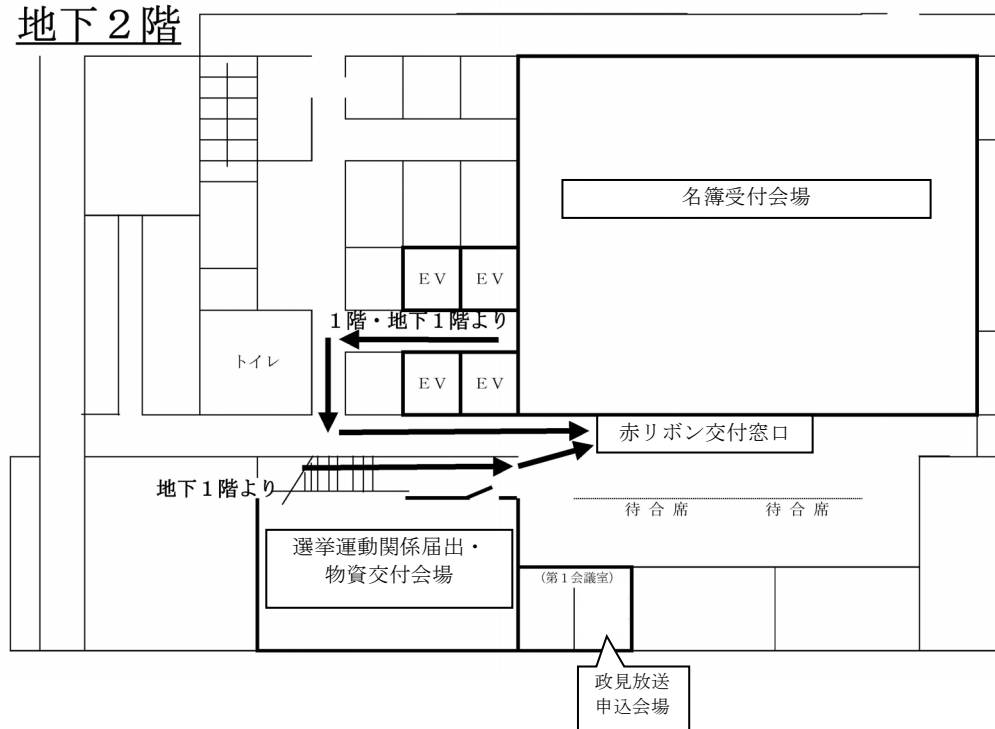 地下２階
名簿受付会場
ＥＶ
ＥＶ
１階・地下１階より
トイレ
ＥＶ
ＥＶ
赤リボン交付窓口
地下１階より
待合席
待合席
選挙運動関係届出・
物資交付会場
(第１会議室)
政見放送
申込会場